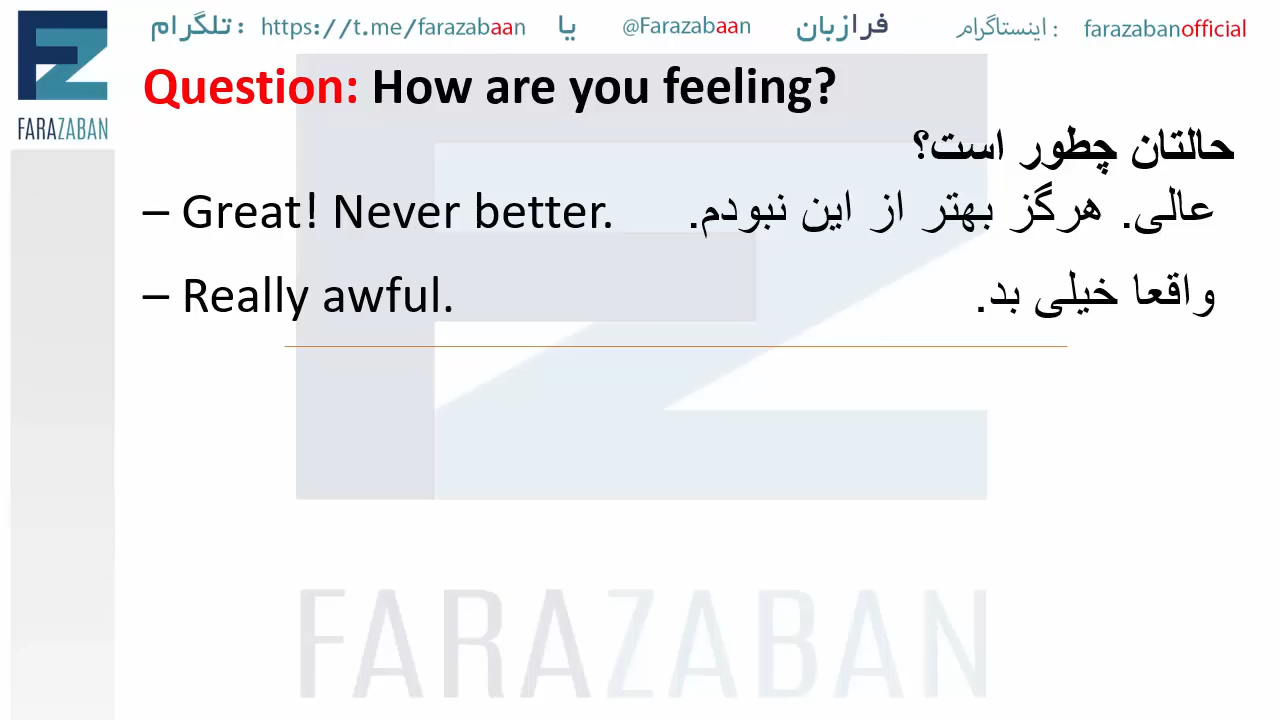 تلگرام : https://t.me/farazabaan یا @Farazabaan فرازبان اینستاگرام : farazabanofficial
FARAZABAN
Question: How are you feeling?
حالتان چطور است؟
– Great! Never better. عالی. هرگز بهتر از این نبودم.
– Really awful. واقعا خیلی بد.
FARAZABAN